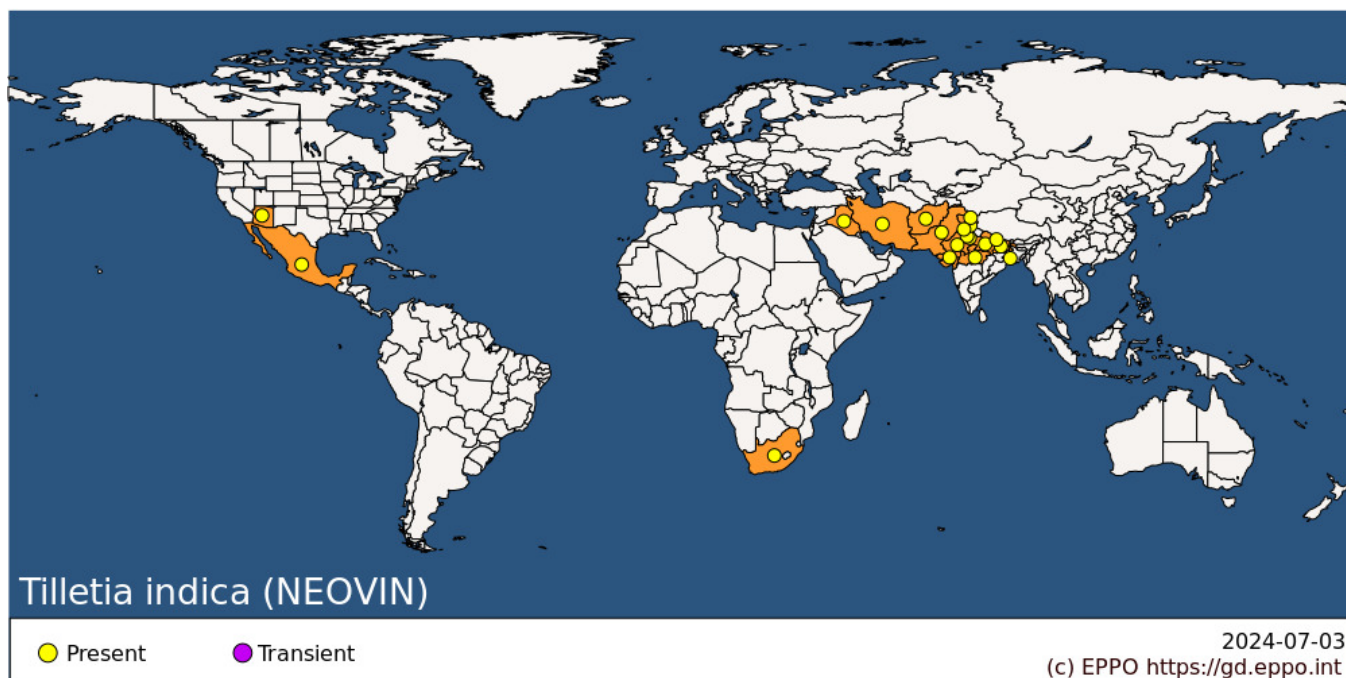 Tilletia indica (NEOVIN)
Present
Transient
2024-07-03
(c) EPPO https://gd.eppo.int